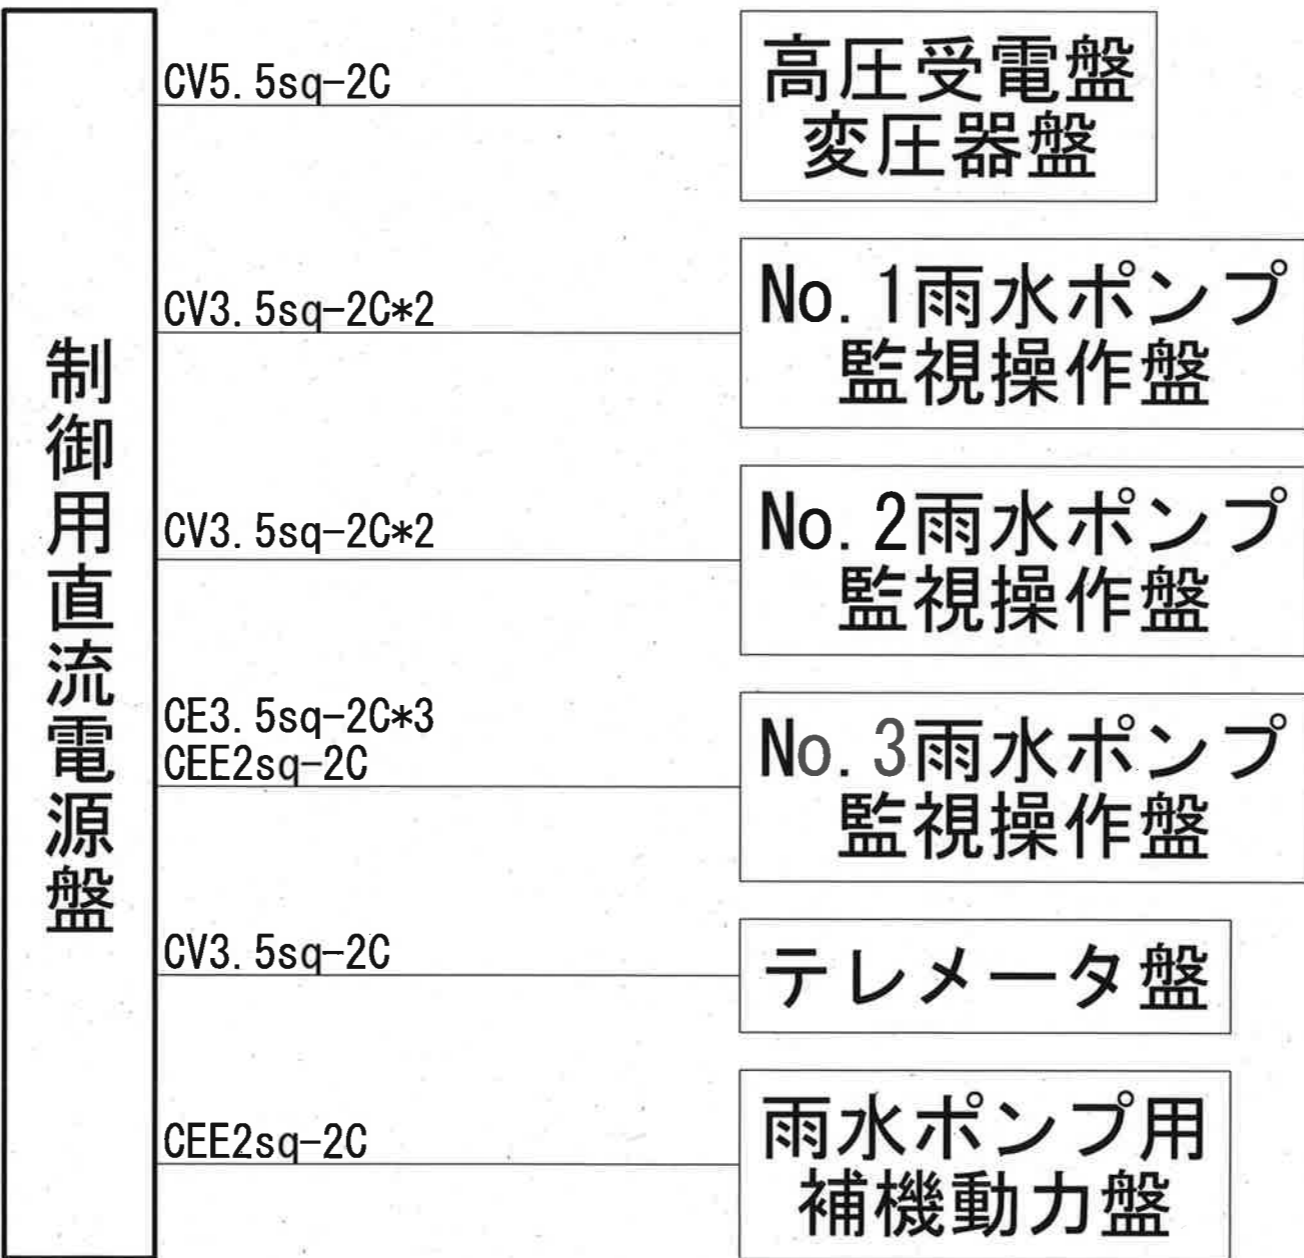 制御用直流電源盤
CV5.5sq-2C
高圧受電盤
変圧器盤
CV3.5sq-2C*2
No.1雨水ポンプ
監視操作盤
CV3.5sq-2C*2
No.2雨水ポンプ
監視操作盤
CE3.5sq-2C*3
CEE2sq-2C
No.3雨水ポンプ
監視操作盤
CV3.5sq-2C
テレメータ盤
CEE2sq-2C
雨水ポンプ用
補機動力盤